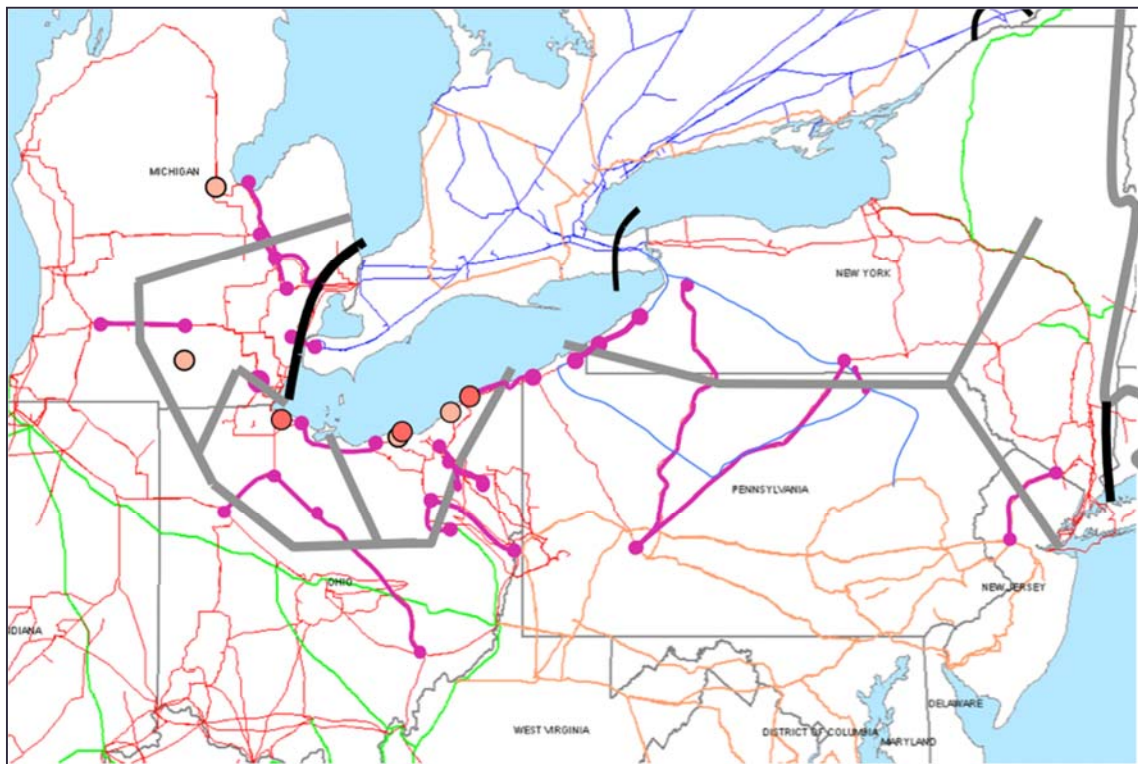 MICHIGAN
NEW YORK
PENNSYLVANIA
OHIO
NEW JERSEY
DIANA
DELAWARE
WEST VIRGINIA
DISTRICT OF COLUMBIA
MARYLAND